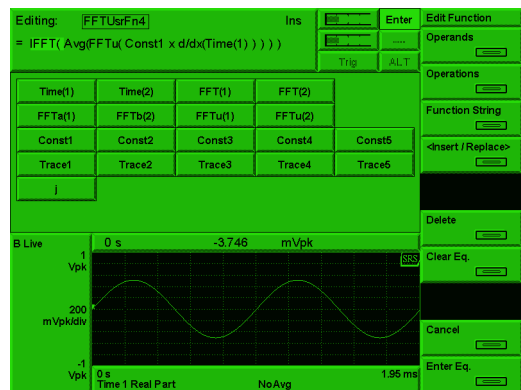 Editing: FFTUsrFn4 Ins Enter Edit Function
= IFFT( Avg(FFTu( Const1 x d/dx(Time(1) ) ) ) ) .....
Trig ALT
Operands
Operations
Function String
<Insert / Replace>
Delete
Clear Eq.
Cancel
Enter Eq.
Time(1) Time(2) FFT(1) FFT(2)
FFTa(1) FFTb(2) FFTu(1) FFTu(2)
Const1 Const2 Const3 Const4 Const5
Trace1 Trace2 Trace3 Trace4 Trace5
j
B Live 0 s -3.746 mVpk
1
Vpk
SRS
200
mVpk/div
-1
Vpk
0 s 1.95 ms
Time 1 Real Part NoAvg